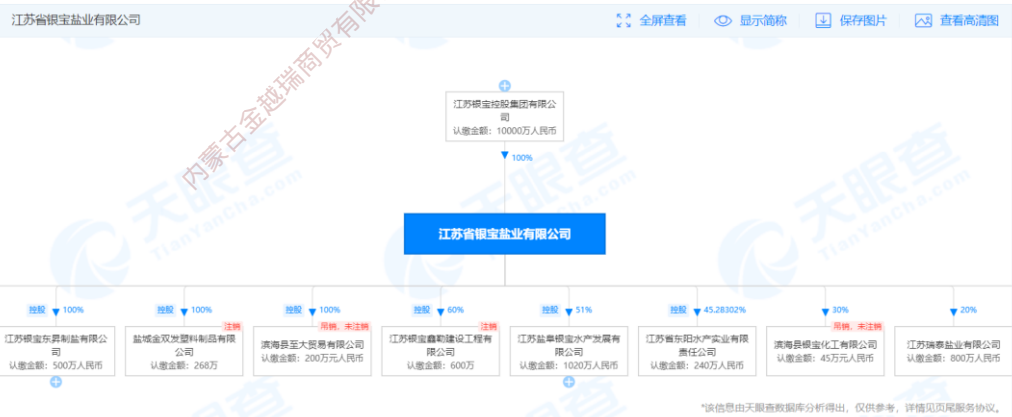 江苏省银宝盐业有限公司
全屏查看
显示简称
保存图片
查看高清图
内蒙古金越瑞商贸有限
江苏银宝控股集团有限公
司
认缴金额：10000万人民币
100%
江苏省银宝盐业有限公司
控股 100%
控股 100%
控股 100%
控股 60%
控股 51%
控股 45.28302%
30%
20%
注销
吊销，未注销
注销
吊销，未注销
江苏银宝东昇制盐有限公
司
认缴金额：500万人民币
盐城金双发塑料制品有限
公司
认缴金额：268万
滨海县至大贸易有限公司
认缴金额：200万元人民币
江苏银宝鑫勒建设工程有
限公司
认缴金额：600万
江苏盐阜银宝水产发展有
限公司
认缴金额：1020万人民币
江苏省东阳水产实业有限
责任公司
认缴金额：240万人民币
滨海县银宝化工有限公司
认缴金额：45万元人民币
江苏瑞泰盐业有限公司
认缴金额：800万人民币
天眼查
TianYanCha.com
天眼查
TianYanCha.com
天眼查
TianYanCha.com
*该信息由天眼查数据库分析得出，仅供参考，详情见页尾服务协议。